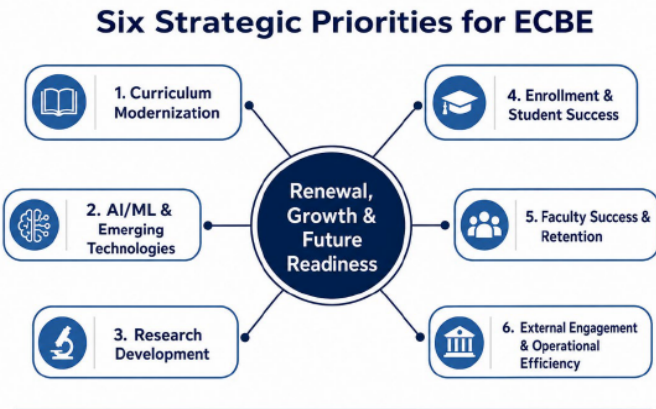 Six Strategic Priorities for ECBE
1. Curriculum
Modernization
2. AI/ML &
Emerging
Technologies
3. Research
Development
Renewal,
Growth &
Future
Readiness
4. Enrollment &
Student Success
5. Faculty Success &
Retention
6. External Engagement
& Operational
Efficiency